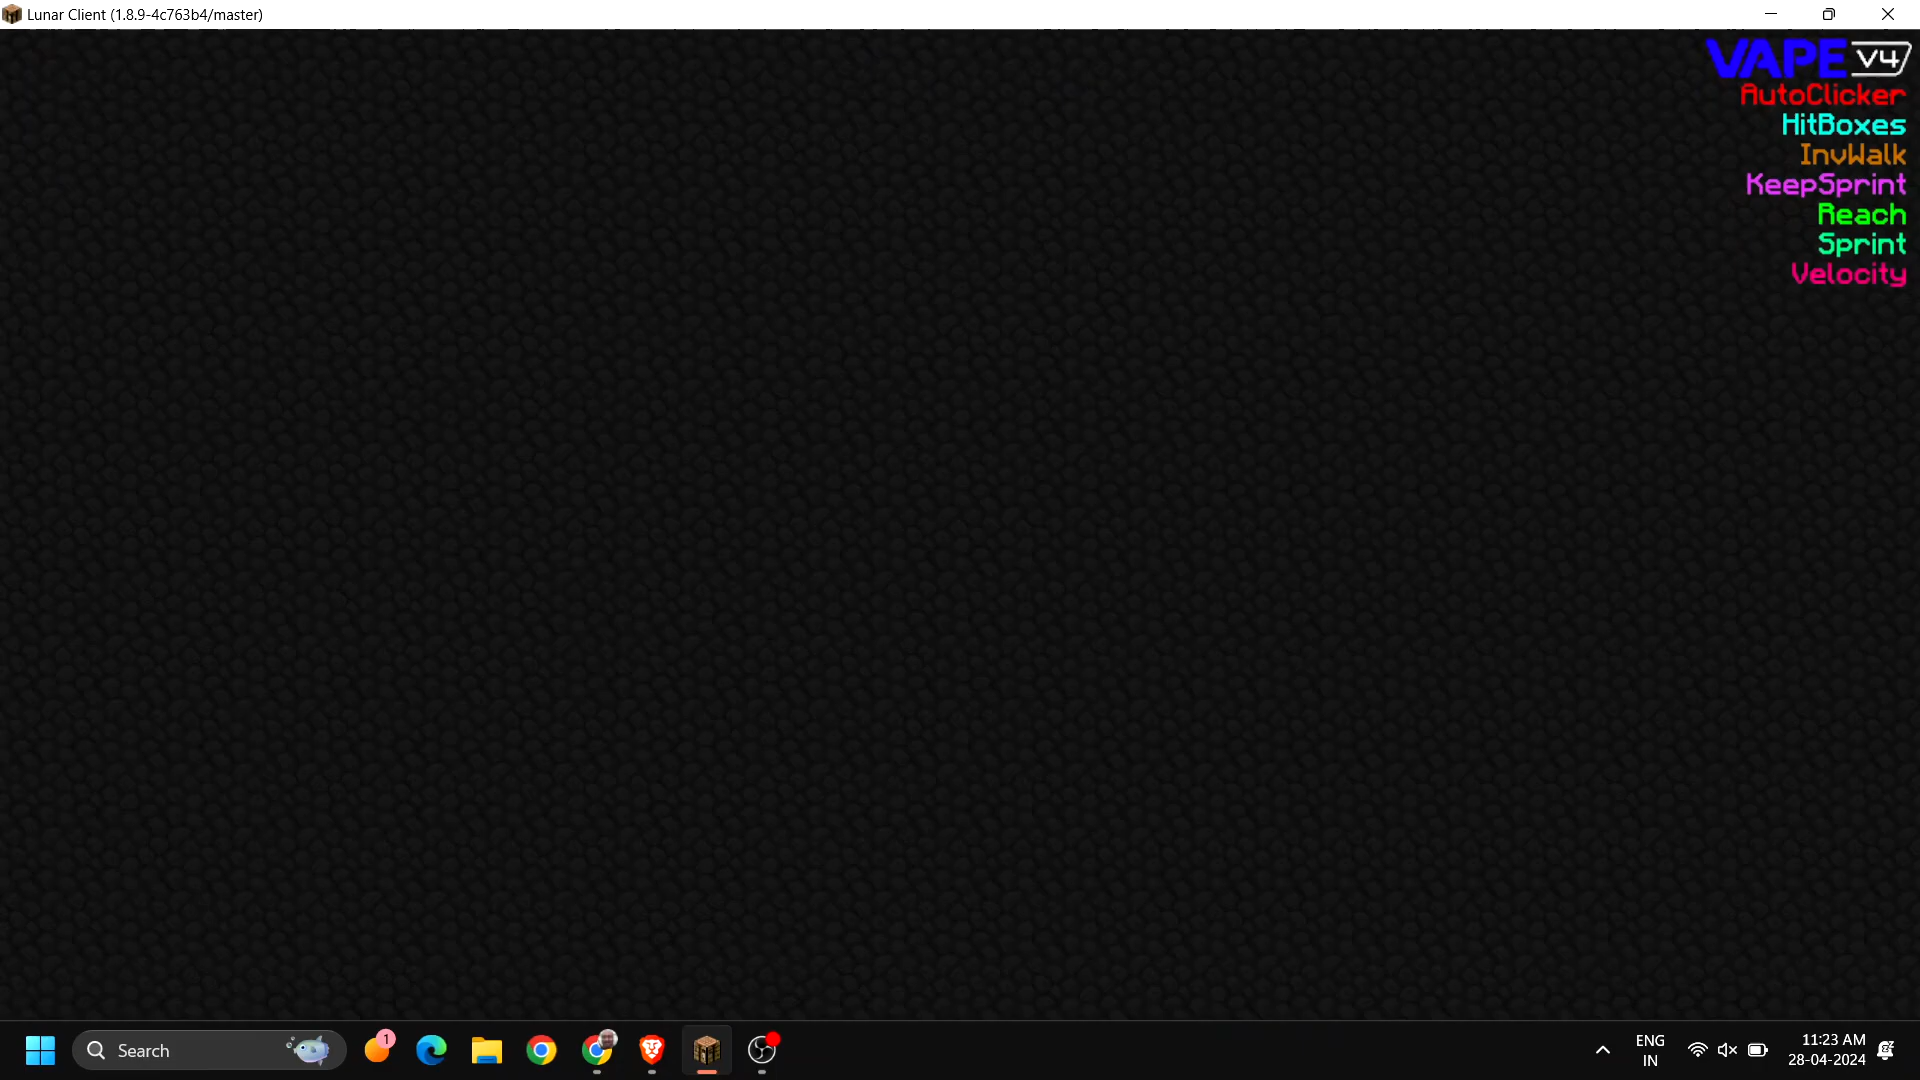 Lunar Client (1.8.9-4c763b4/master)
VAPE V4
AutoClicker
HitBoxes
InvWalk
KeepSprint
Reach
Sprint
Velocity
Search
1
ENG
IN
11:23 AM
28-04-2024